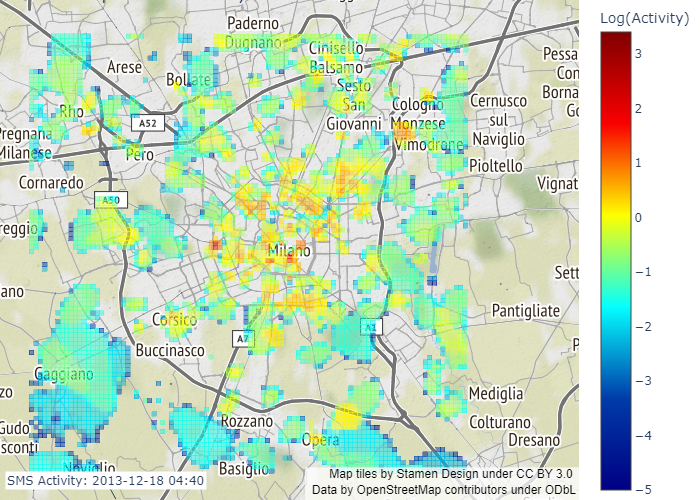 Log(Activity)
3
2
1
0
−1
−2
−3
−4
−5
Paderno
Dugnano
Cinisello
Balsamo
Arese
Bollate
Sesto
San
Giovanni
Pessa
Con
Borna
Go
Rho
A52
Cologno
Monzese
Cernusco
sul
Naviglio
Pregnana
Milanese
Pero
Vimodrone
Pioltello
Cornaredo
Vignat
A50
reggio
Milano
Sett
ano
Pantigliate
Corsico
A7
A1
P
Buccinasco
Gaggiano
zo
Mediglia
Rozzano
Colturano
Gudo
sconti
Opera
Dresano
Noviglio
Basiglio
SMS Activity: 2013-12-18 04:40
Map tiles by Stamen Design under CC BY 3.0
Data by OpenStreetMap contributors under ODbL